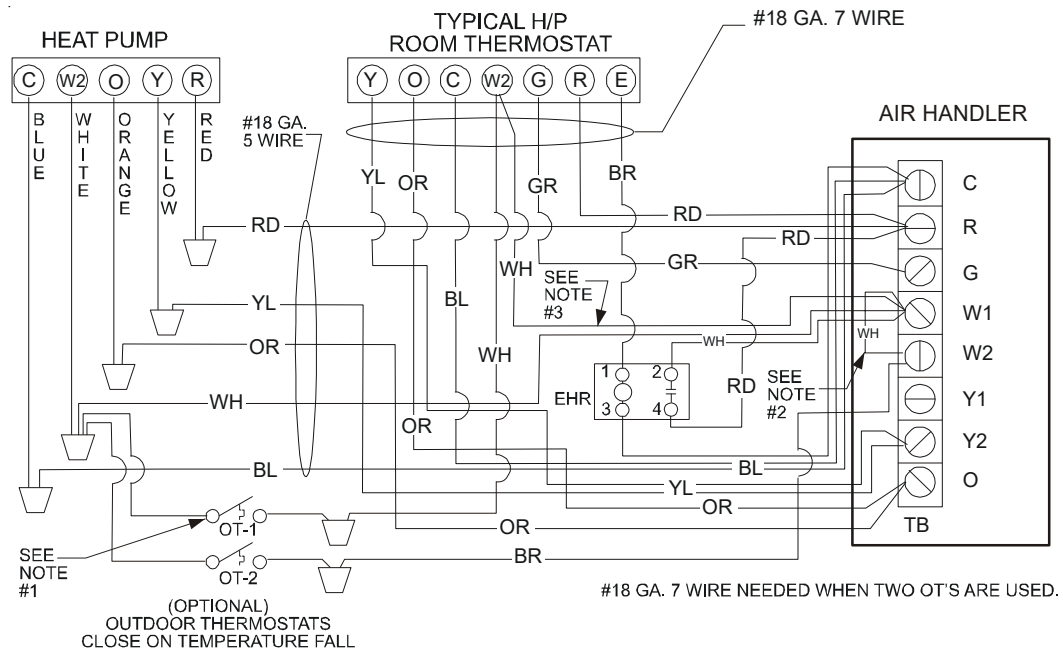 #18 GA. 7 WIRE
TYPICAL H/P
ROOM THERMOSTAT
HEAT PUMP
C W2 O Y R
Y O C W2 G R E
BLUE
WHITE
ORANGE
YELLOW
RED
#18 GA.
5 WIRE
AIR HANDLER
YL
OR
GR
BR
C
RD
RD
RD
R
WH
GR
G
SEE
NOTE
#3
BL
YL
W1
WH
WH
WH
OR
W2
1
2
EHR
3
4
RD
SEE
NOTE
#2
WH
Y1
OR
Y2
BL
BL
YL
O
OR
OT-1
OR
TB
SEE
NOTE
#1
OT-2
BR
#18 GA. 7 WIRE NEEDED WHEN TWO OT'S ARE USED.
(OPTIONAL)
OUTDOOR THERMOSTATS
CLOSE ON TEMPERATURE FALL